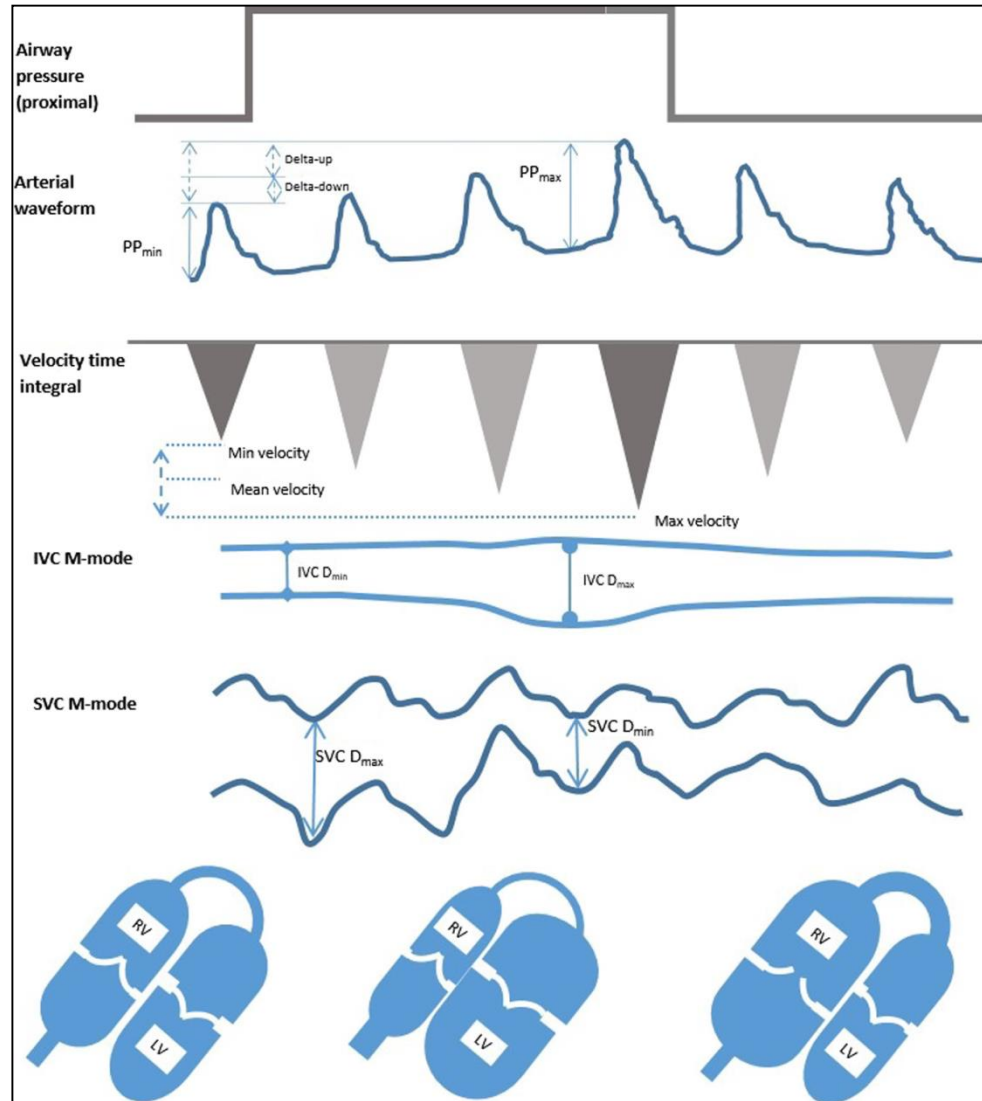 Airway
pressure
(proximal)
Delta-up
PPmax
Arterial
waveform
Delta-down
PPmin
Velocity time
integral
Min velocity
Mean velocity
Max velocity
IVC M-mode
IVC Dmin
IVC Dmax
SVC M-mode
SVC Dmax
SVC Dmin
RV
LV
RV
LV
RV
LV